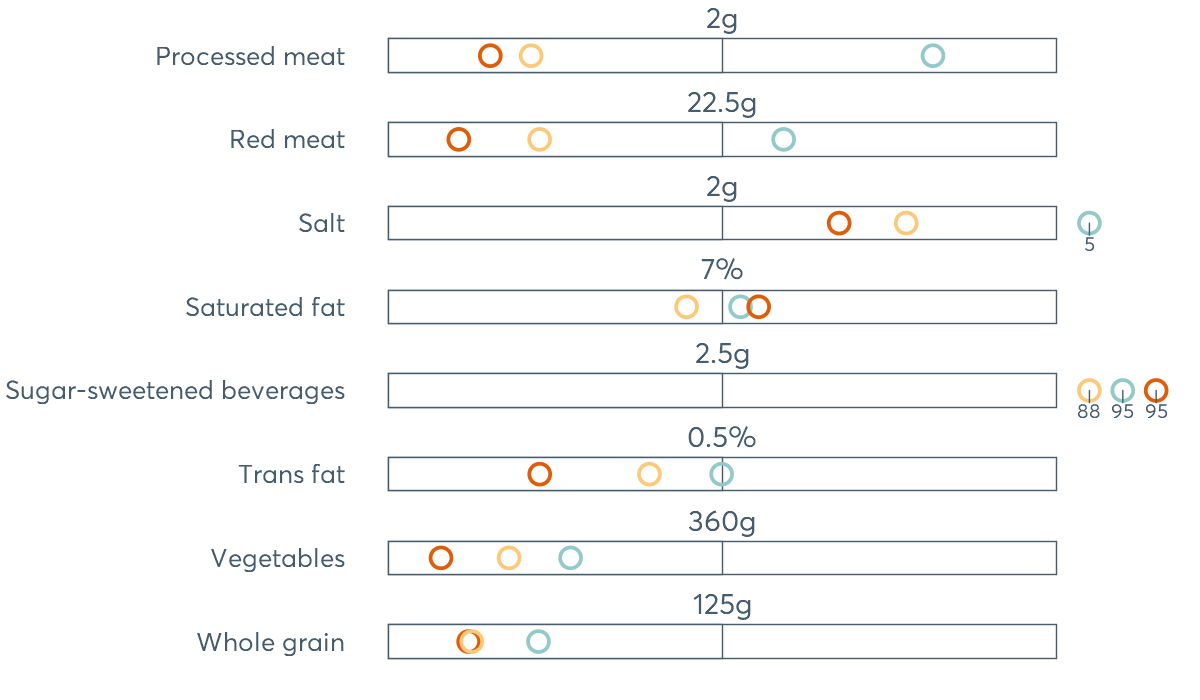 2g
Processed meat
22.5g
Red meat
2g
Salt
5
7%
Saturated fat
2.5g
Sugar-sweetened beverages
88 95 95
0.5%
Trans fat
360g
Vegetables
125g
Whole grain